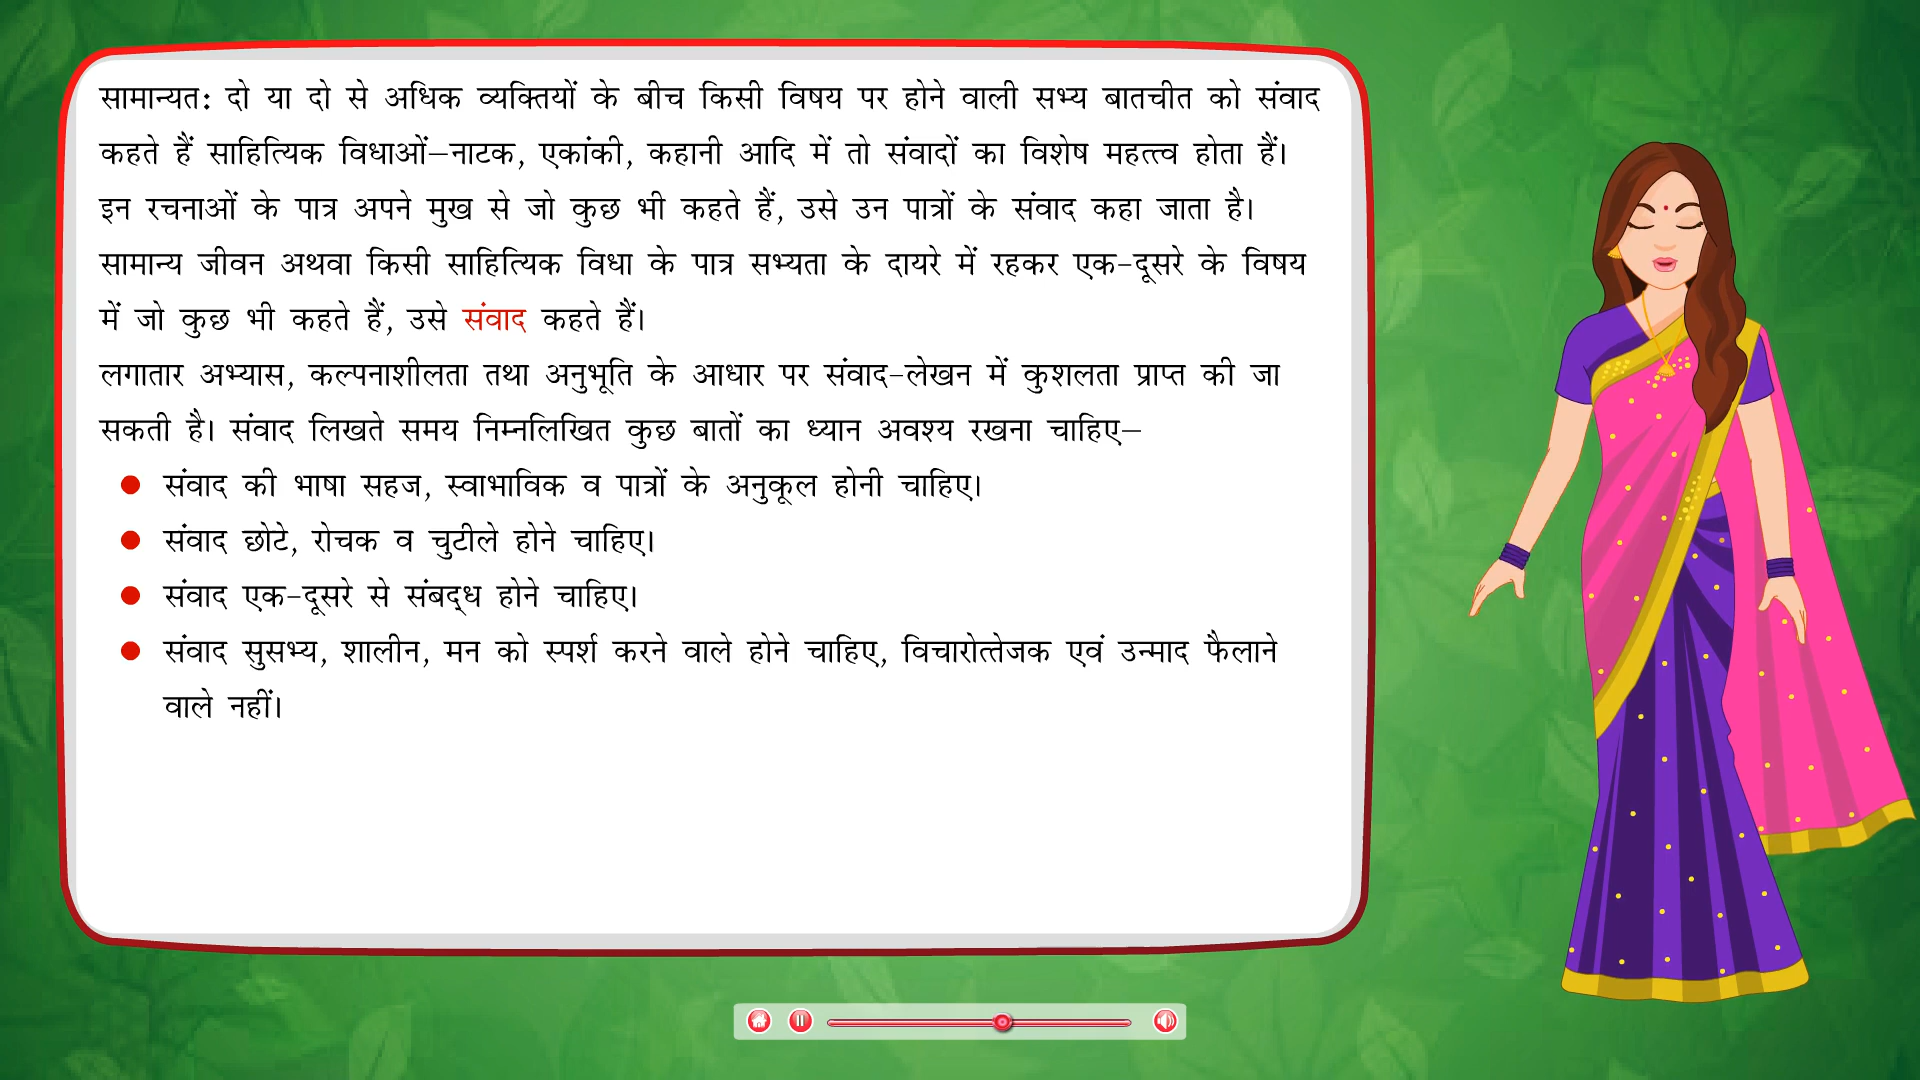 सामान्यत: दो या दो से अधिक व्यक्तियों के बीच किसी विषय पर होने वाली सभ्य बातचीत को संवाद
कहते हैं साहित्यिक विधाओं–नाटक, एकांकी, कहानी आदि में तो संवादों का विशेष महत्त्व होता हैं।
इन रचनाओं के पात्र अपने मुख से जो कुछ भी कहते हैं, उसे उन पात्रों के संवाद कहा जाता है।
सामान्य जीवन अथवा किसी साहित्यिक विधा के पात्र सभ्यता के दायरे में रहकर एक-दूसरे के विषय
में जो कुछ भी कहते हैं, उसे संवाद कहते हैं।
लगातार अभ्यास, कल्पनाशीलता तथा अनुभूति के आधार पर संवाद-लेखन में कुशलता प्राप्त की जा
सकती है। संवाद लिखते समय निम्नलिखित कुछ बातों का ध्यान अवश्य रखना चाहिए–
● संवाद की भाषा सहज, स्वाभाविक व पात्रों के अनुकूल होनी चाहिए।
● संवाद छोटे, रोचक व चुटीले होने चाहिए।
● संवाद एक-दूसरे से संबद्ध होने चाहिए।
● संवाद सुसभ्य, शालीन, मन को स्पर्श करने वाले होने चाहिए, विचारोत्तेजक एवं उन्माद फैलाने
वाले नहीं।